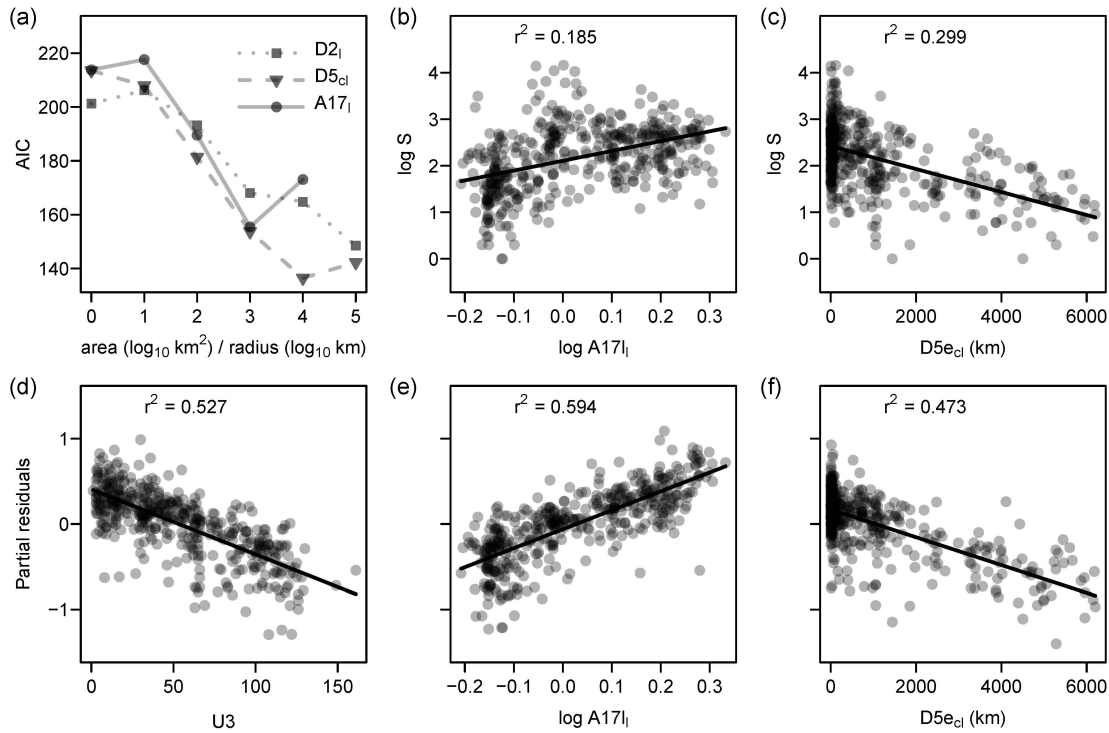 (a)
AIC
220
200
180
160
140
0 1 2 3 4 5
area (log₁₀ km²) / radius (log₁₀ km)
D2ₗ
D5cl
A17ₗ
(b)
r² = 0.185
log S
4
3
2
1
0
−0.2 −0.1 0.0 0.1 0.2 0.3
log A17Iₗ
(c)
r² = 0.299
log S
4
3
2
1
0
0 2000 4000 6000
D5ecl (km)
(d)
r² = 0.527
Partial residuals
1
0
−1
0 50 100 150
U3
(e)
r² = 0.594
−0.2 −0.1 0.0 0.1 0.2 0.3
log A17Iₗ
(f)
r² = 0.473
0 2000 4000 6000
D5ecl (km)